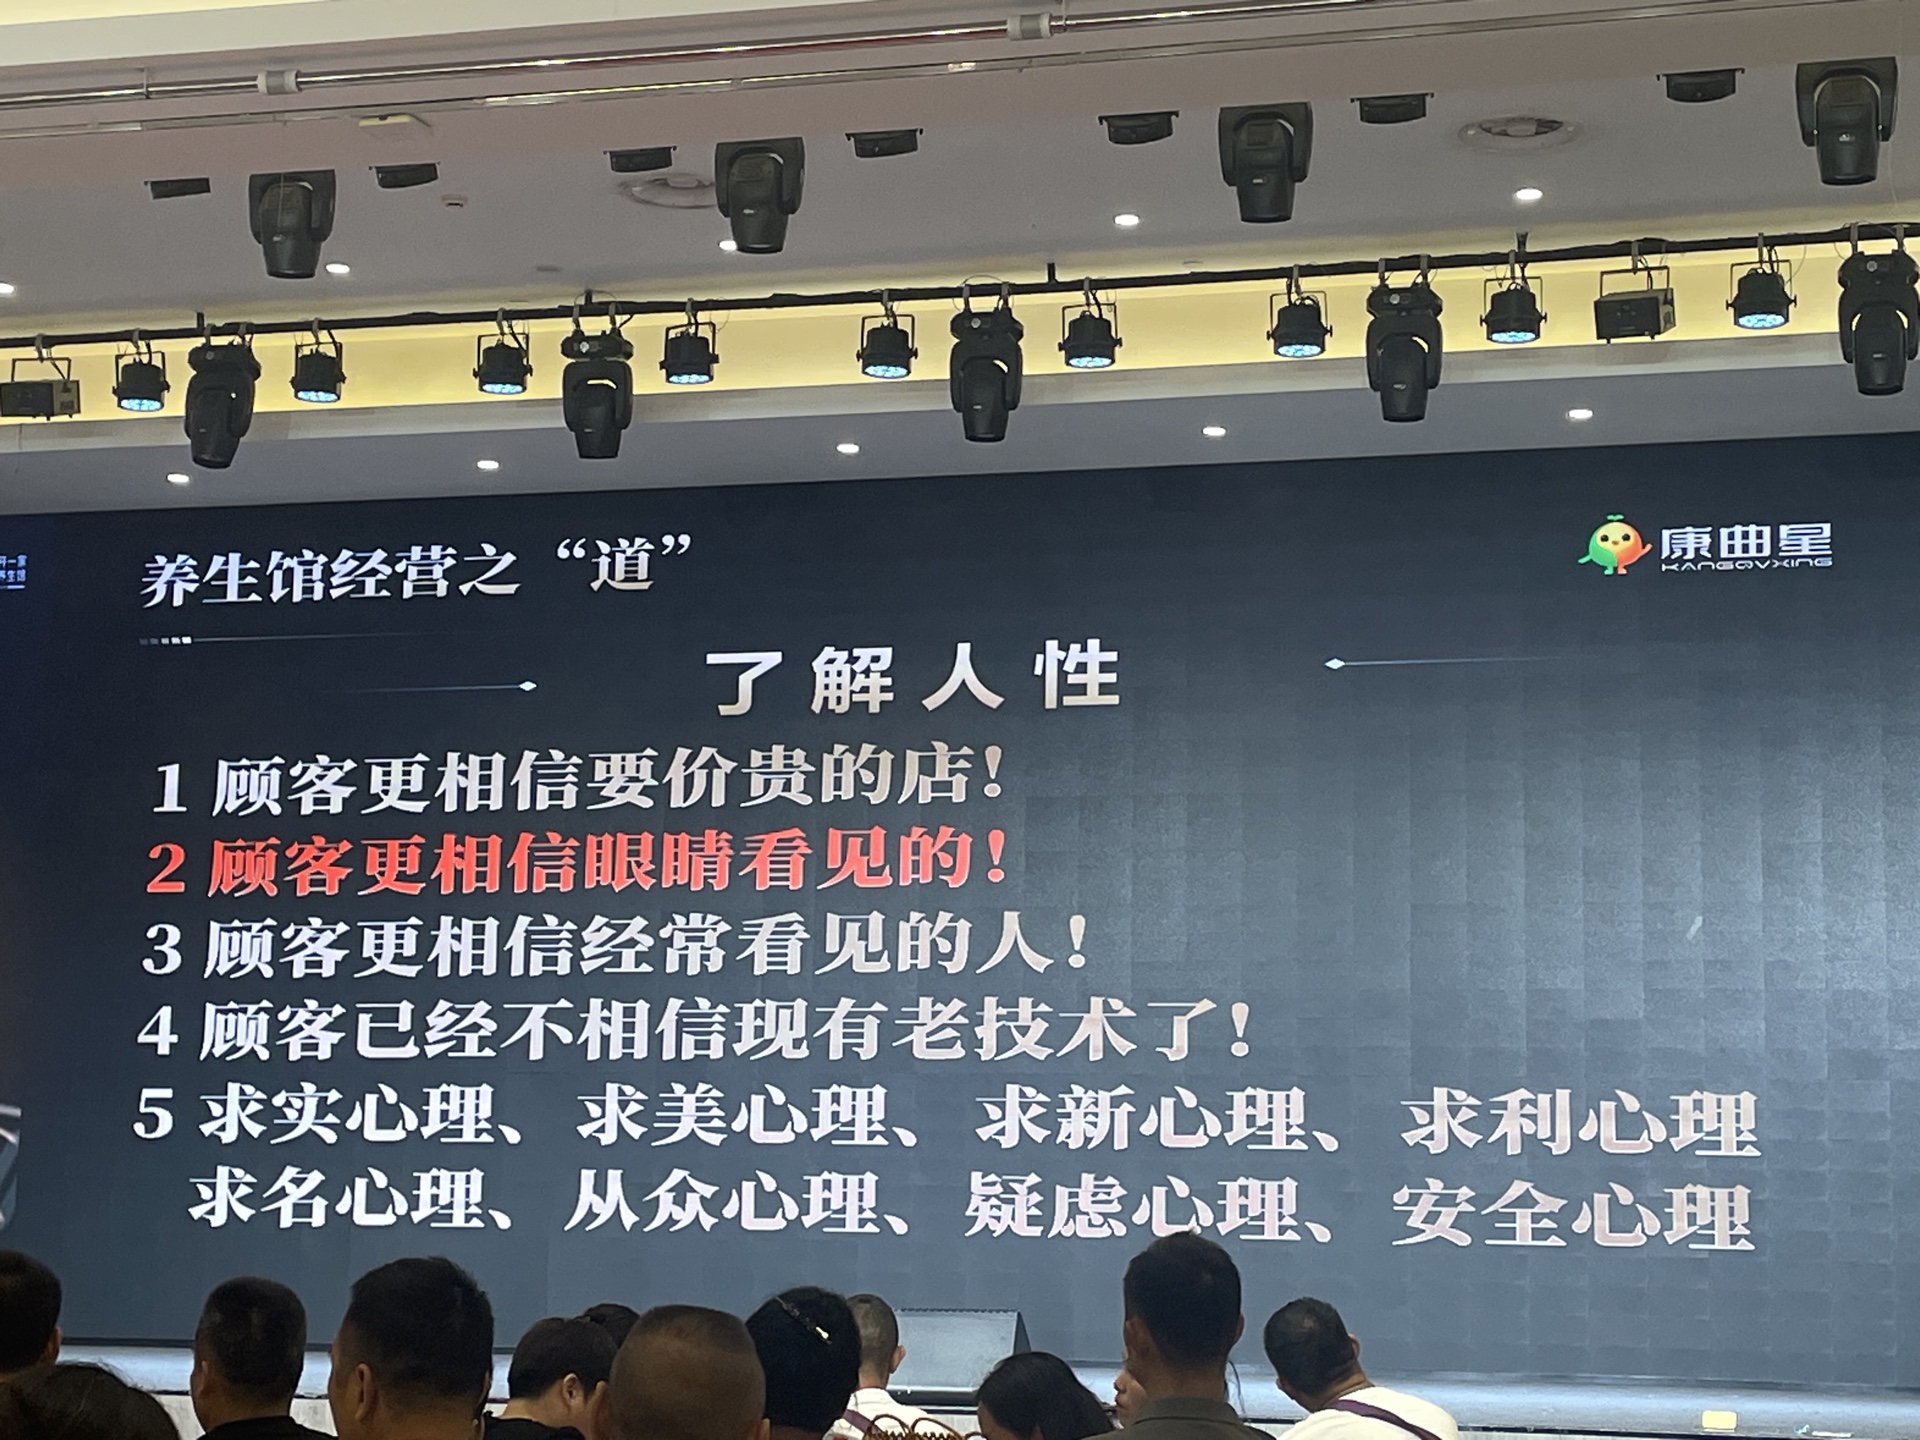 养生馆经营之“道”
康曲星
KANGQVXING
了解人性
1 顾客更相信要价贵的店！
2 顾客更相信眼睛看见的！
3 顾客更相信经常看见的人！
4 顾客已经不相信现有老技术了！
5 求实心理、求美心理、求新心理、求利心理
求名心理、从众心理、疑虑心理、安全心理